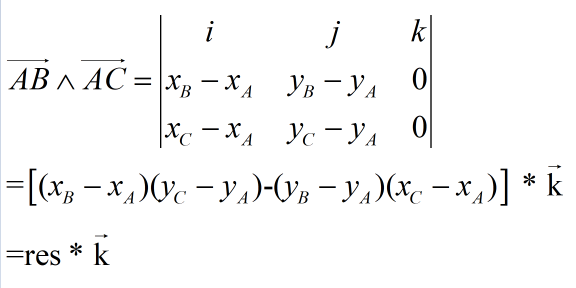 i j k
AB ∧ AC = | x_B − x_A y_B − y_A 0 |
x_C − x_A y_C − y_A 0
=[(x_B − x_A)(y_C − y_A)-(y_B − y_A)(x_C − x_A)] * k⃗
=res * k⃗